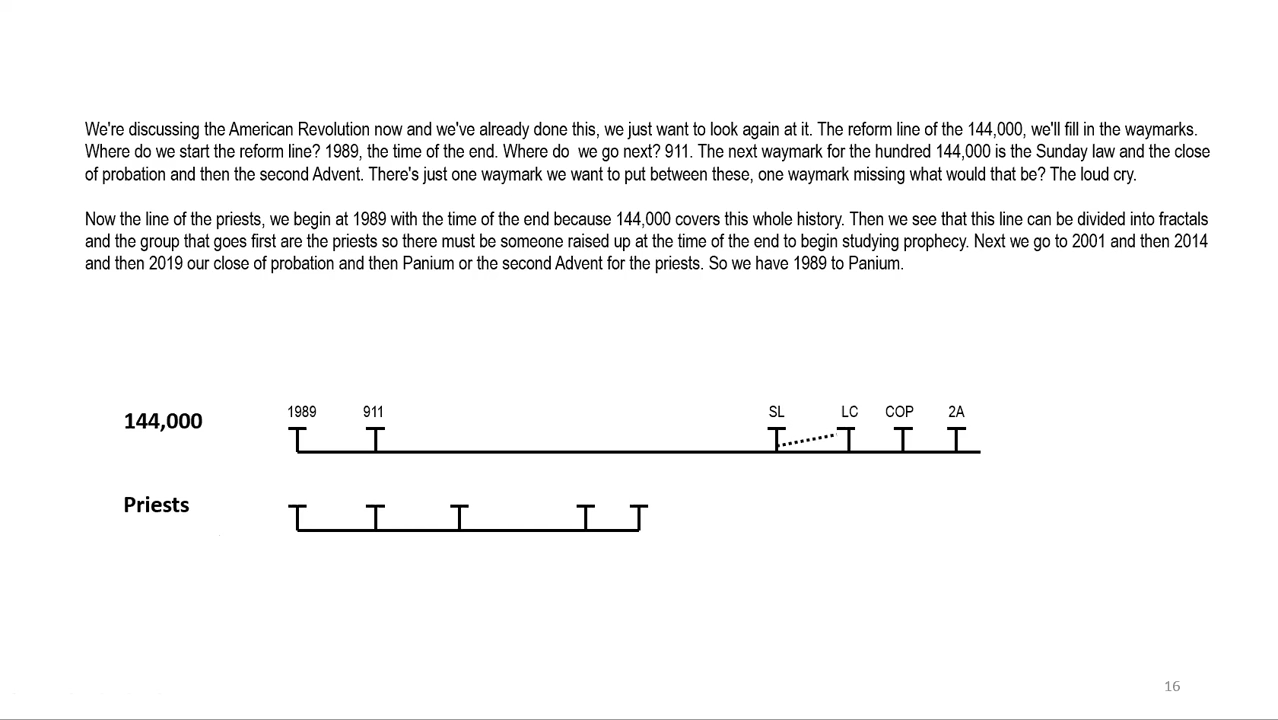 We're discussing the American Revolution now and we've already done this, we just want to look again at it. The reform line of the 144,000, we'll fill in the waymarks.
Where do we start the reform line? 1989, the time of the end. Where do we go next? 911. The next waymark for the hundred 144,000 is the Sunday law and the close
of probation and then the second Advent. There's just one waymark we want to put between these, one waymark missing what would that be? The loud cry.
Now the line of the priests, we begin at 1989 with the time of the end because 144,000 covers this whole history. Then we see that this line can be divided into fractals
and the group that goes first are the priests so there must be someone raised up at the time of the end to begin studying prophecy. Next we go to 2001 and then 2014
and then 2019 our close of probation and then Panium or the second Advent for the priests. So we have 1989 to Panium.
144,000 1989 911 SL LC COP 2A
Priests
16